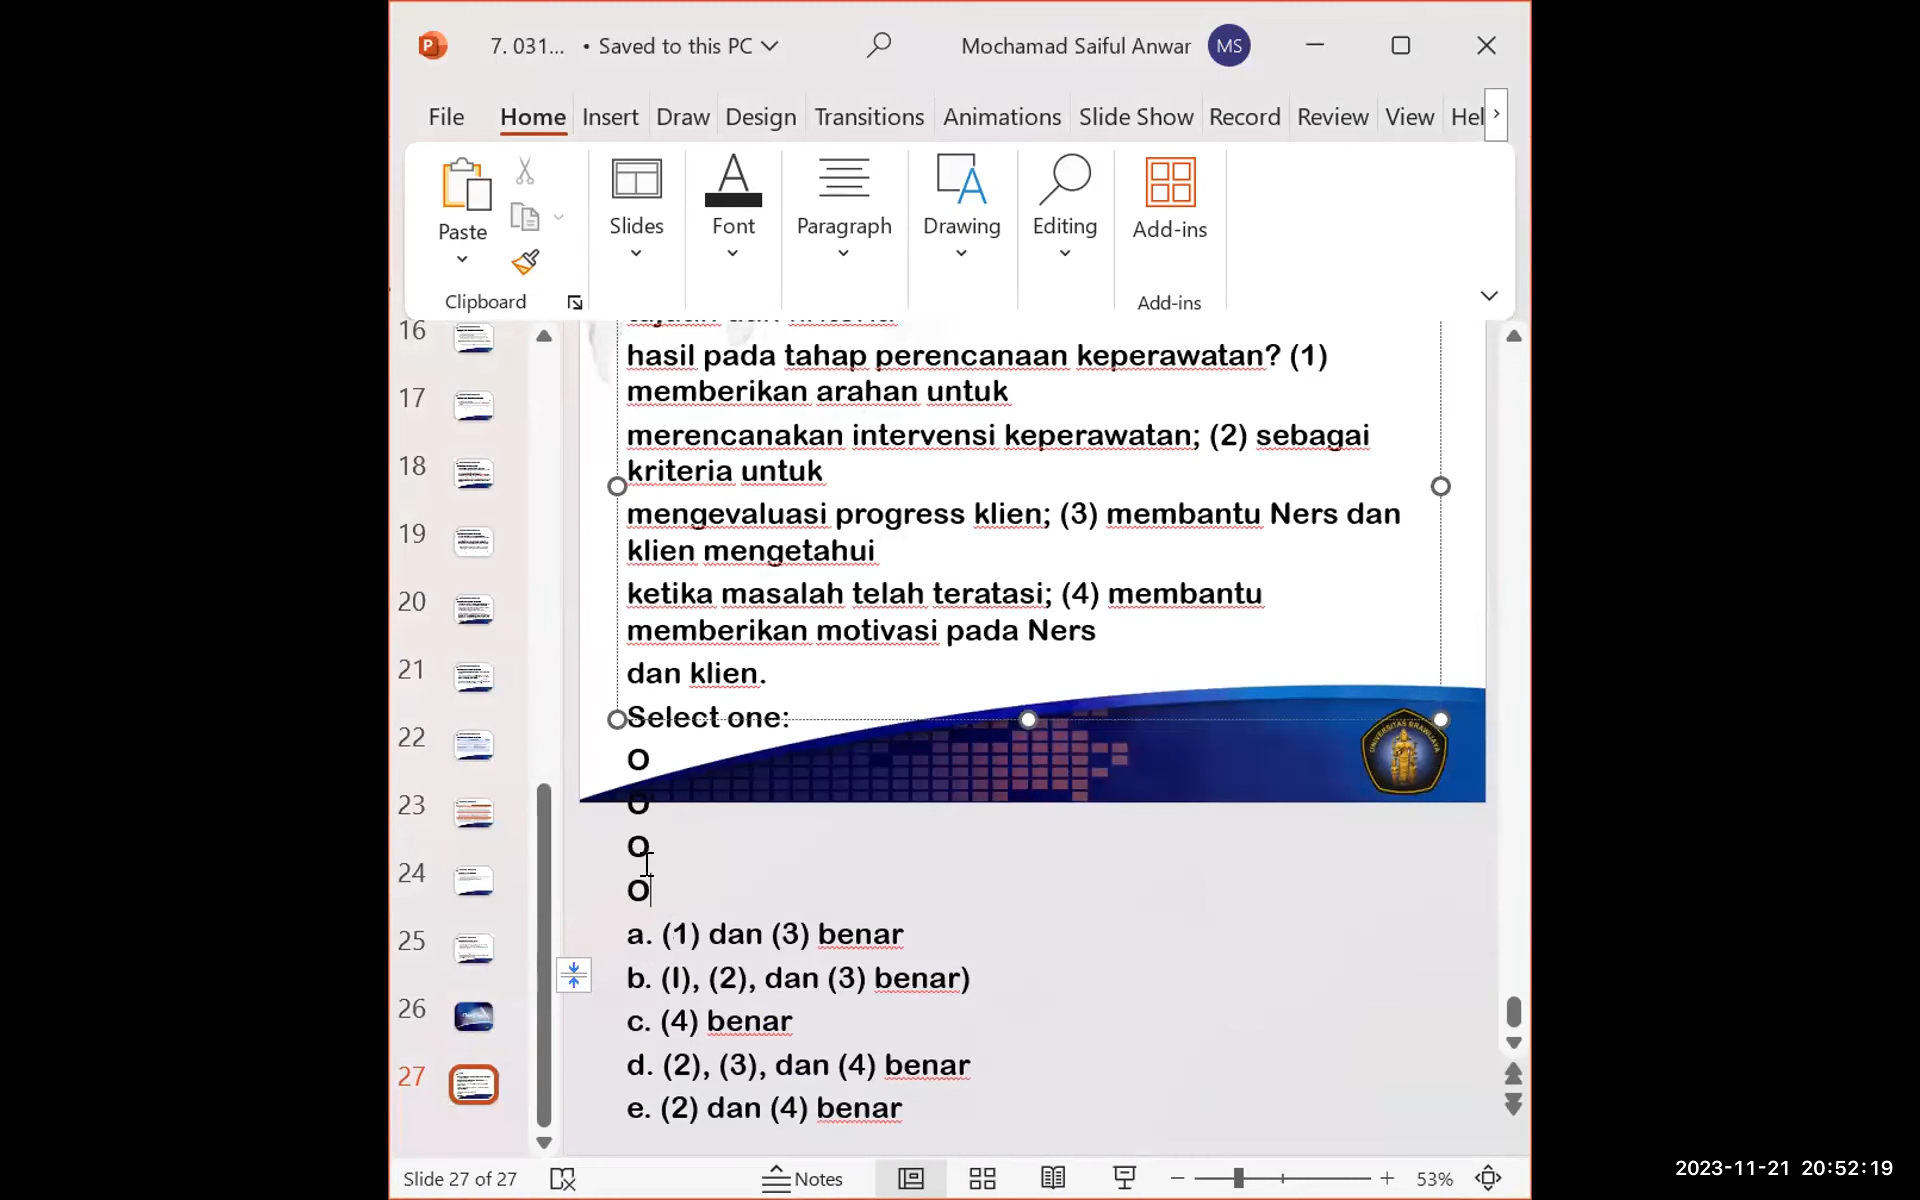 7. 031... • Saved to this PC
Mochamad Saiful Anwar MS
File Home Insert Draw Design Transitions Animations Slide Show Record Review View Hel
Paste
Slides
Font
Paragraph
Drawing
Editing
Add-ins
Clipboard
Add-ins
16
17
18
19
20
21
22
23
24
25
26
27
hasil pada tahap perencanaan keperawatan? (1)
memberikan arahan untuk
merencanakan intervensi keperawatan; (2) sebagai
kriteria untuk
mengevaluasi progress klien; (3) membantu Ners dan
klien mengetahui
ketika masalah telah teratasi; (4) membantu
memberikan motivasi pada Ners
dan klien.
Select one:
O
O
O
O
UNIVERSITAS BRAWIJAYA
a. (1) dan (3) benar
b. (I), (2), dan (3) benar)
c. (4) benar
d. (2), (3), dan (4) benar
e. (2) dan (4) benar
Slide 27 of 27
Notes
53%
2023-11-21 20:52:19